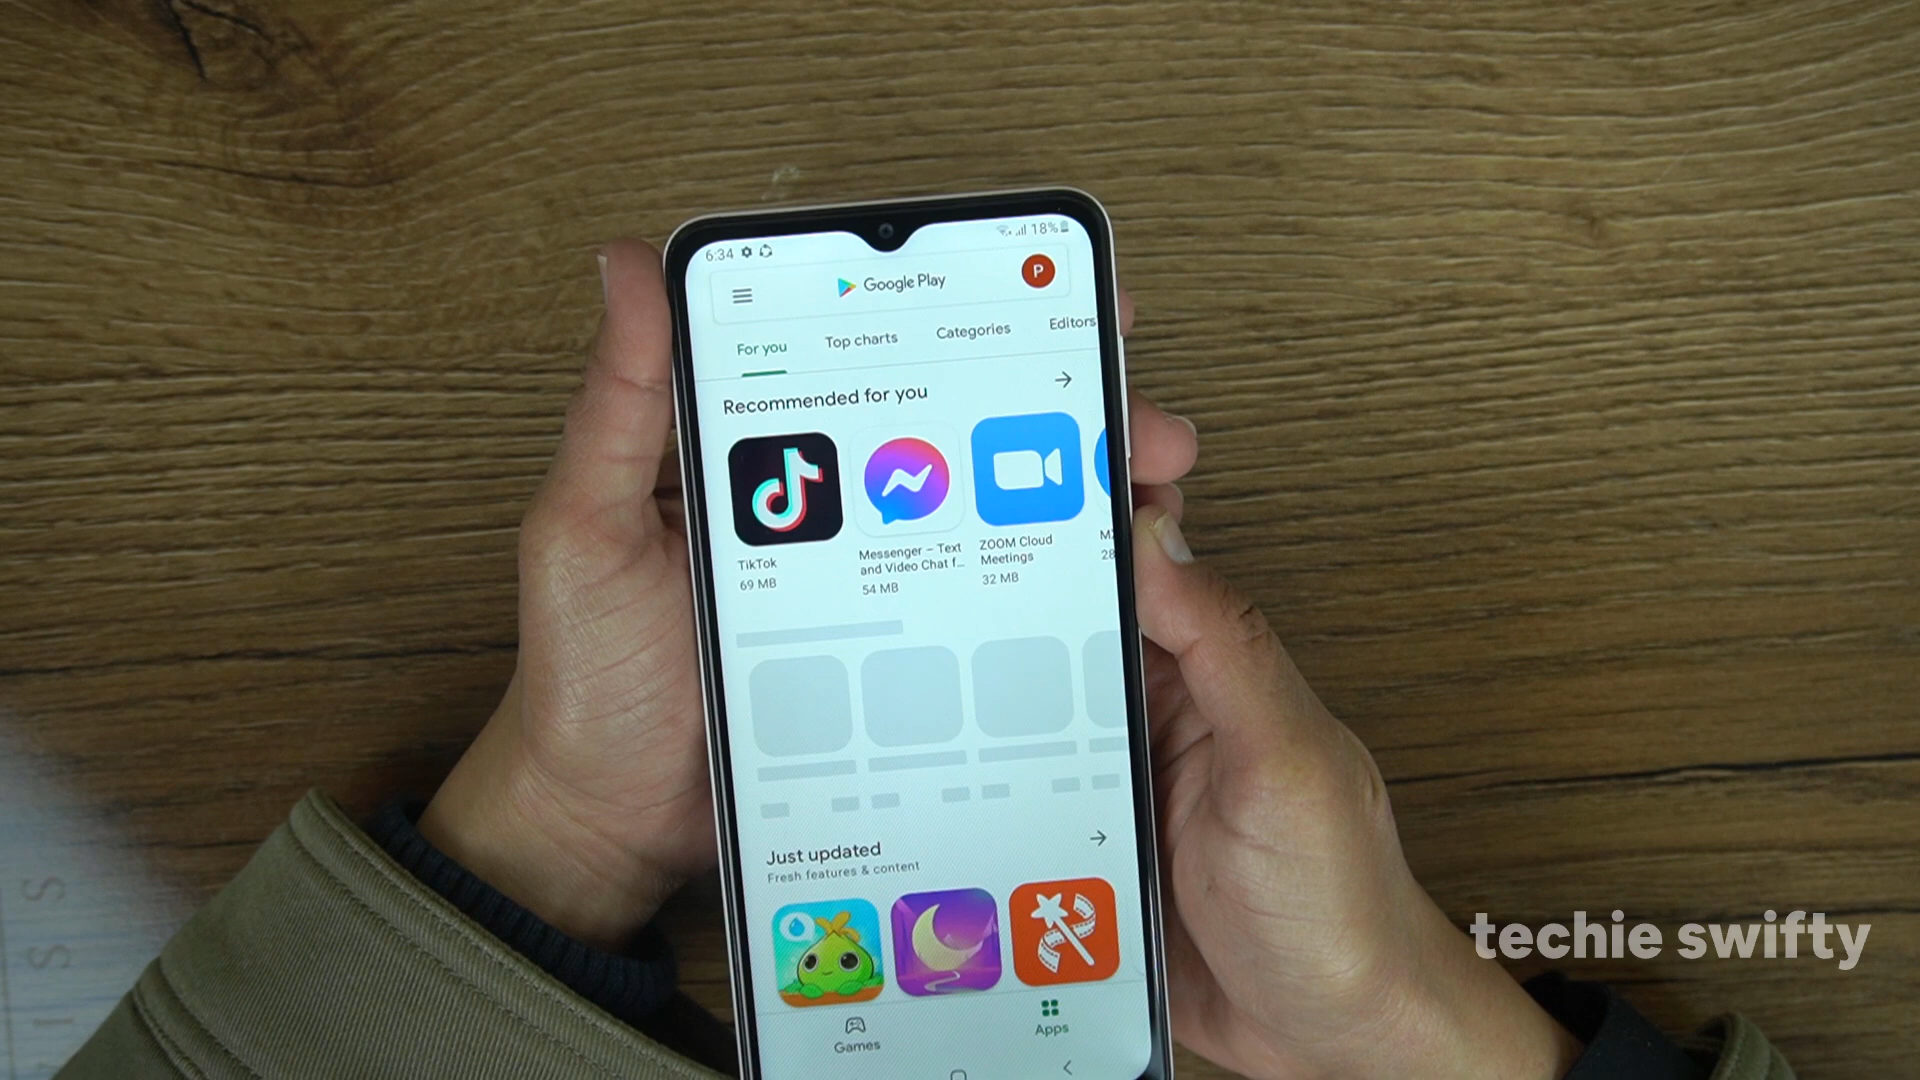 6:34
18%
Google Play
P
For you
Top charts
Categories
Editors
Recommended for you
TikTok
69 MB
Messenger – Text
and Video Chat f...
54 MB
ZOOM Cloud
Meetings
32 MB
28
Just updated
Fresh features & content
Games
Apps
techie swifty